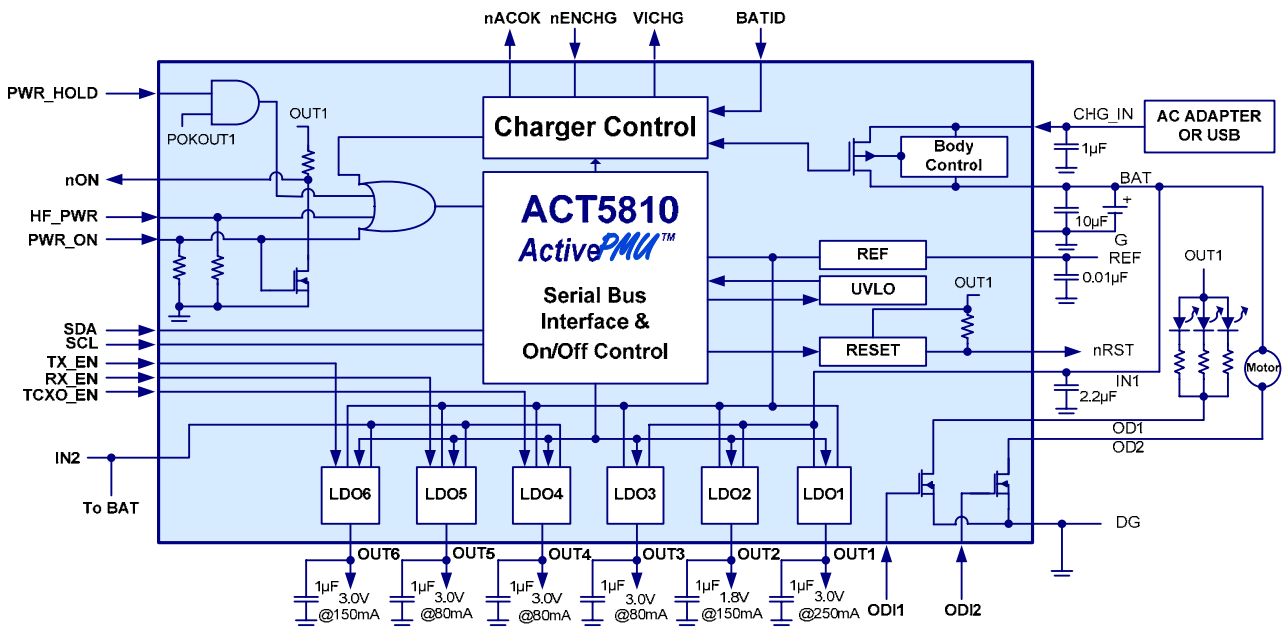 nACOK nENCHG VICHG BATID
PWR_HOLD
POKOUT1
OUT1
nON
HF_PWR
PWR_ON
Charger Control
Body
Control
CHG_IN
AC ADAPTER
OR USB
1µF
BAT
+
10µF
G
REF
0.01µF
ACT5810
ActivePMU™
Serial Bus
Interface &
On/Off Control
REF
UVLO
RESET
OUT1
nRST
IN1
2.2µF
OUT1
Motor
OD1
OD2
SDA
SCL
TX_EN
RX_EN
TCXO_EN
IN2
To BAT
LDO6 LDO5 LDO4 LDO3 LDO2 LDO1
DG
OUT6 OUT5 OUT4 OUT3 OUT2 OUT1
1µF 1µF 1µF 1µF 1µF 1µF
3.0V 3.0V 3.0V 3.0V 1.8V 3.0V
@150mA @80mA @80mA @80mA @150mA @250mA
ODI1 ODI2